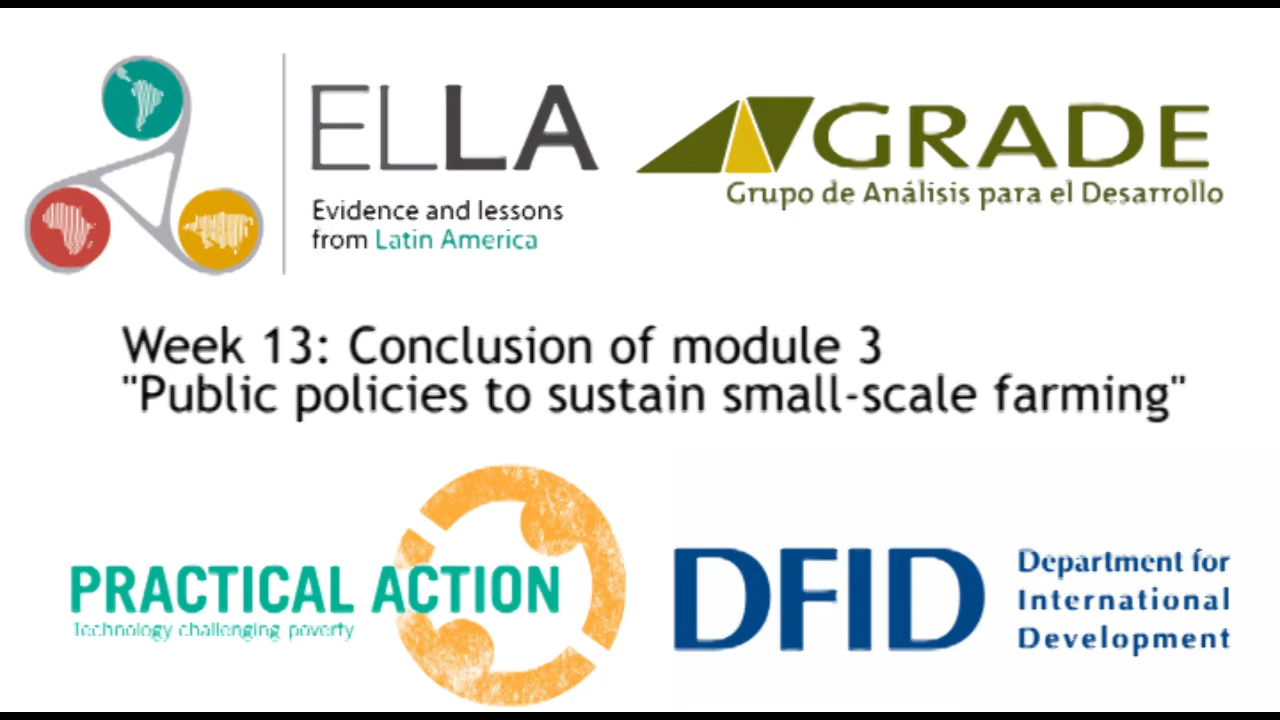 ELLA
Evidence and lessons
from Latin America
GRADE
Grupo de Análisis para el Desarrollo
Week 13: Conclusion of module 3
"Public policies to sustain small-scale farming"
PRACTICAL ACTION
Technology challenging poverty
DFID
Department for
International
Development